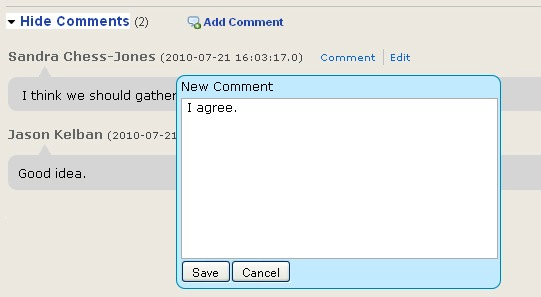 Hide Comments (2) Add Comment
Sandra Chess-Jones (2010-07-21 16:03:17.0) Comment Edit
New Comment
I think we should gather
I agree.
Jason Kelban (2010-07-21
Good idea.
Save Cancel